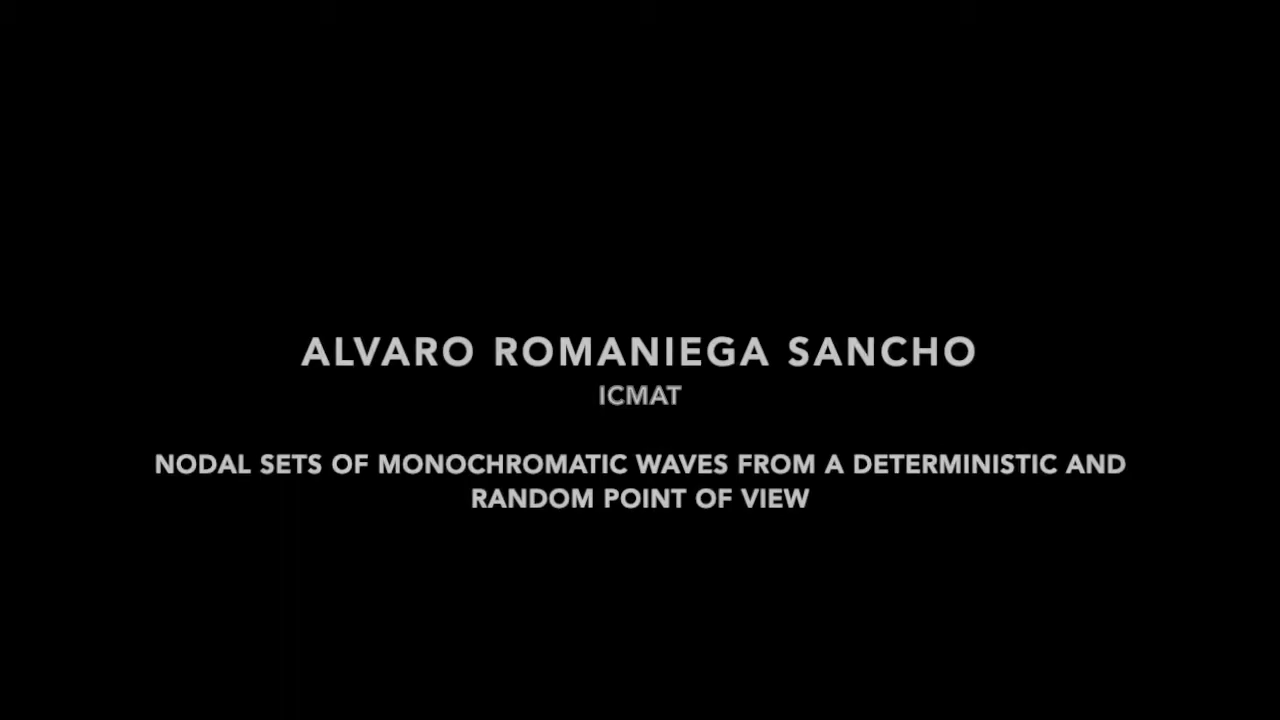 ALVARO ROMANIEGA SANCHO
ICMAT
NODAL SETS OF MONOCHROMATIC WAVES FROM A DETERMINISTIC AND
RANDOM POINT OF VIEW